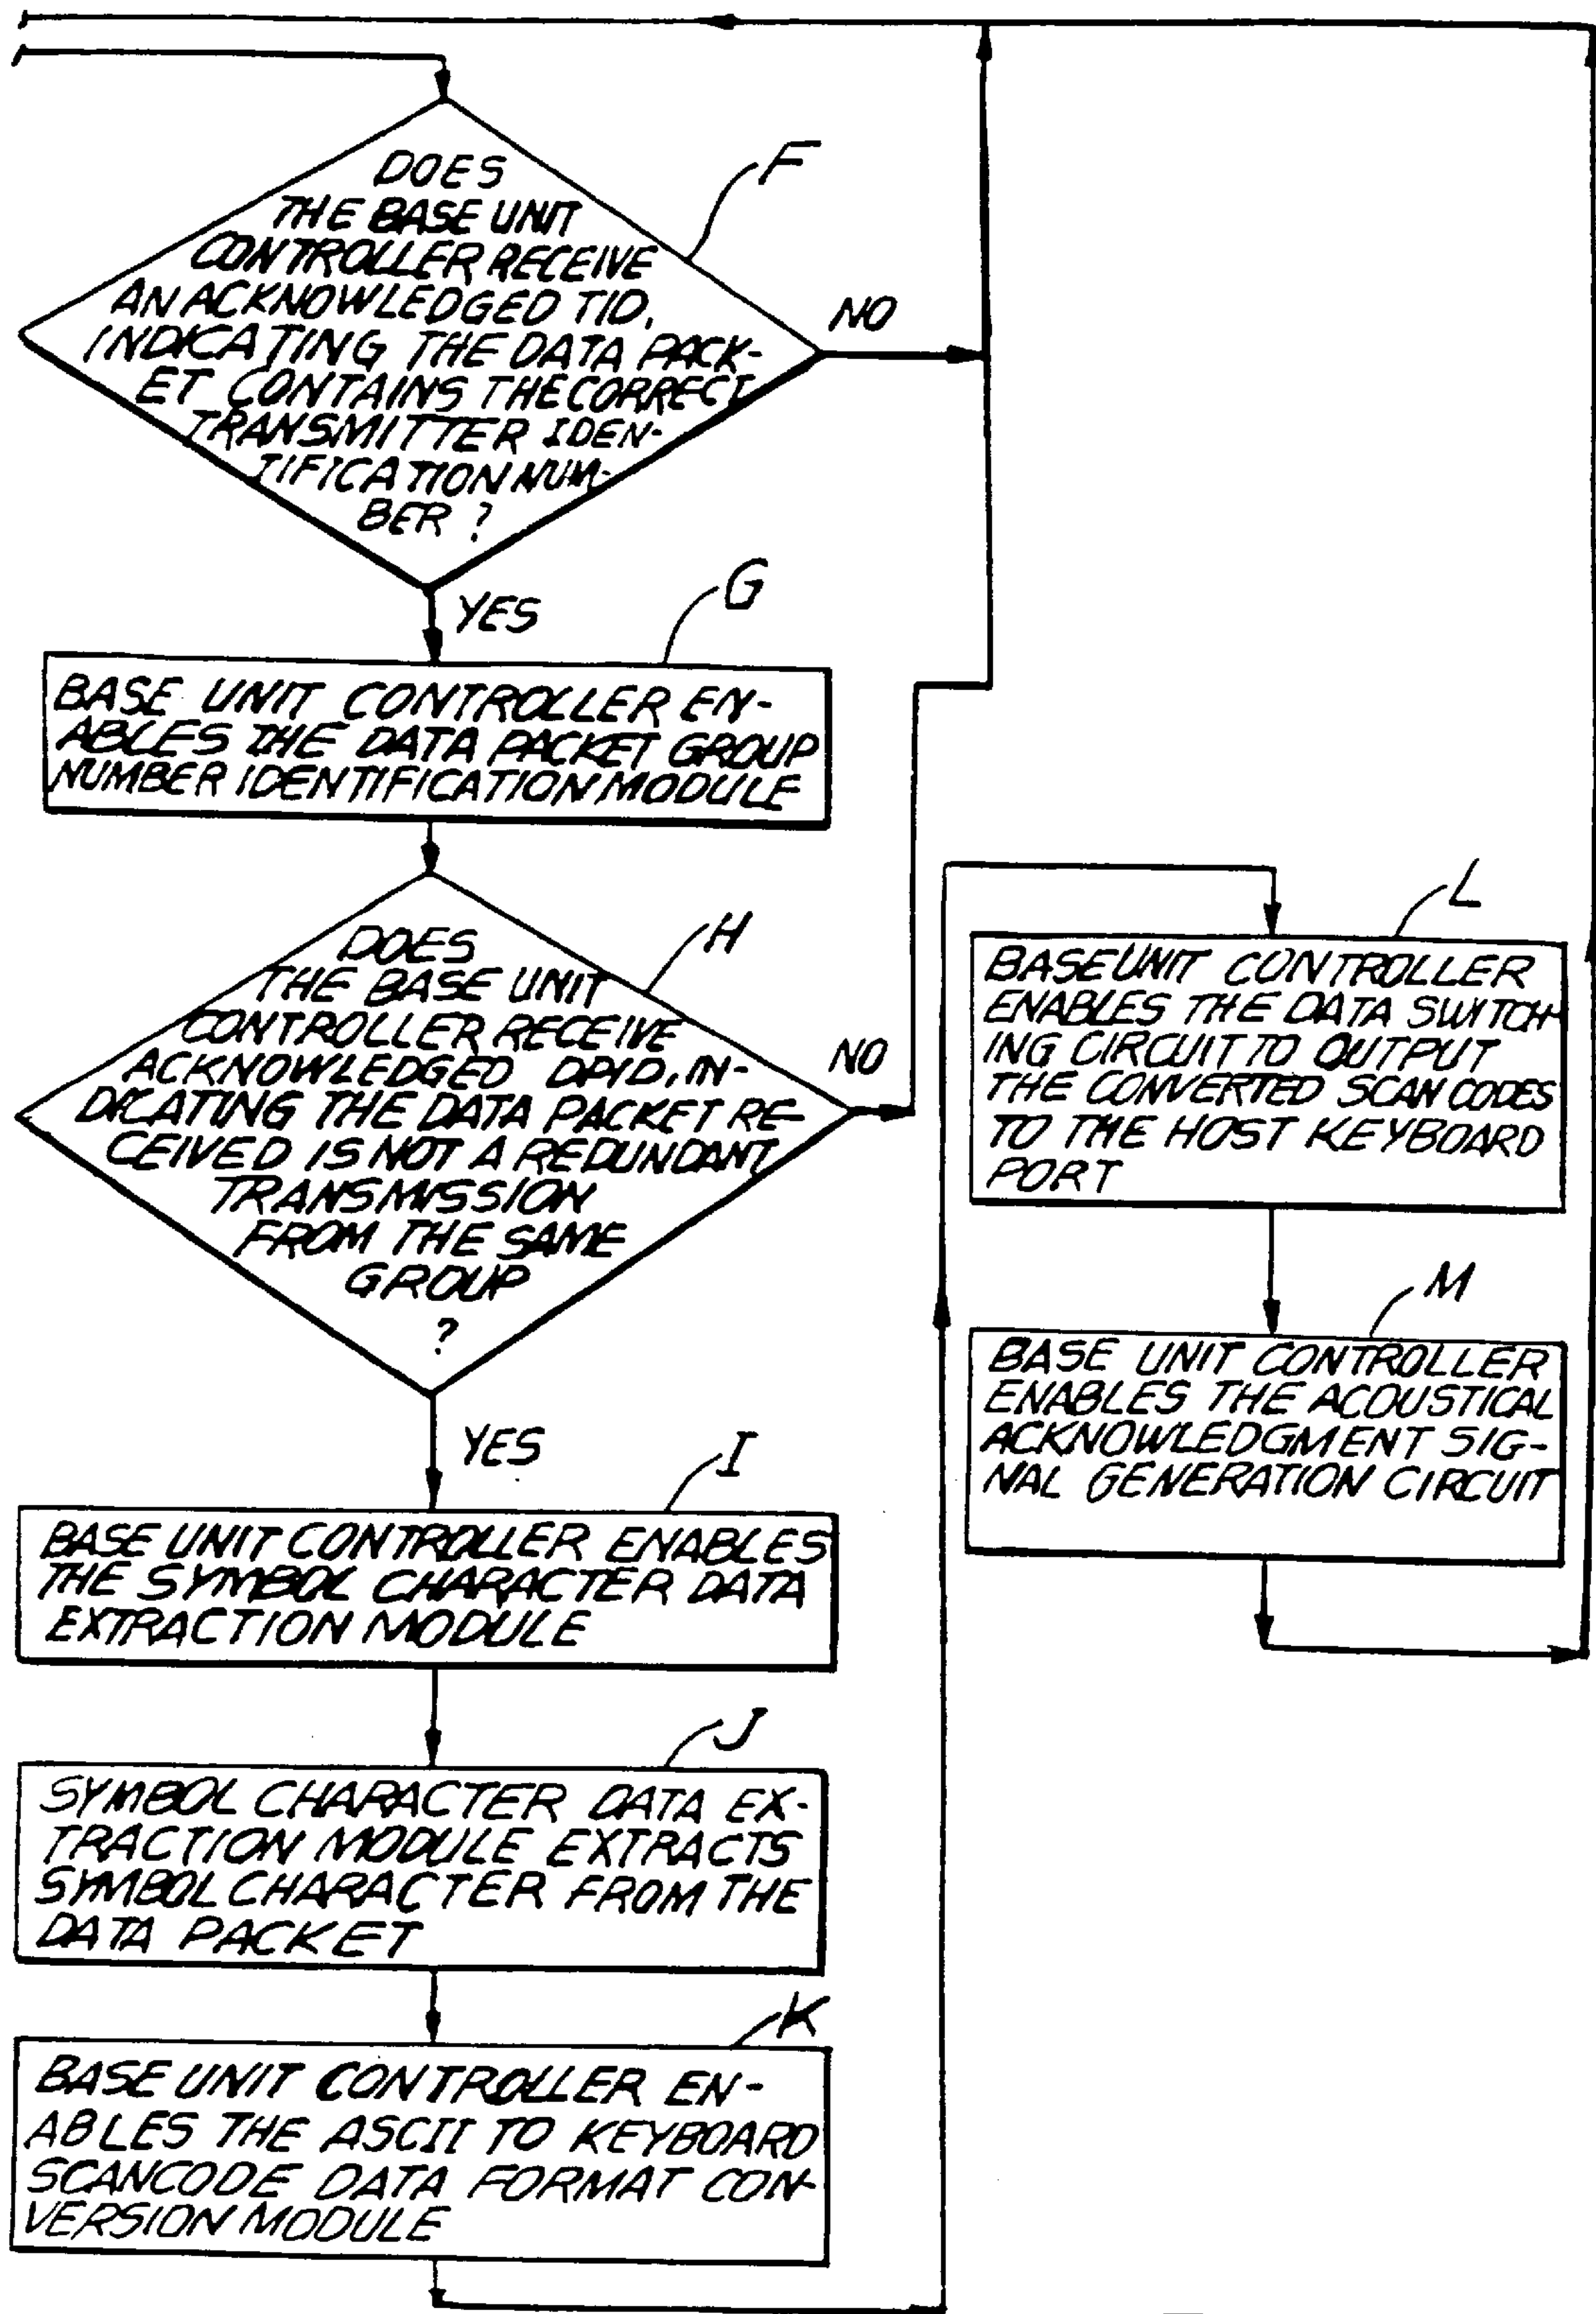 F
DOES
THE BASE UNIT
CONTROLLER RECEIVE
AN ACKNOWLEDGED TID,
INDICATING THE DATA PACK-
ET CONTAINS THE CORRECT
TRANSMITTER IDEN-
TIFICATION NUM-
BER ?
NO
YES
G
BASE UNIT CONTROLLER EN-
ABLES THE DATA PACKET GROUP
NUMBER IDENTIFICATION MODULE
H
DOES
THE BASE UNIT
CONTROLLER RECEIVE
ACKNOWLEDGED DPID, IN-
DICATING THE DATA PACKET RE-
CEIVED IS NOT A REDUNDANT
TRANSMISSION
FROM THE SAME
GROUP
?
NO
YES
I
BASE UNIT CONTROLLER ENABLES
THE SYMBOL CHARACTER DATA
EXTRACTION MODULE
J
SYMBOL CHARACTER DATA EX-
TRACTION MODULE EXTRACTS
SYMBOL CHARACTER FROM THE
DATA PACKET
K
BASE UNIT CONTROLLER EN-
ABLES THE ASCII TO KEYBOARD
SCANCODE DATA FORMAT CON-
VERSION MODULE
L
BASE UNIT CONTROLLER
ENABLES THE DATA SWITCH-
ING CIRCUIT TO OUTPUT
THE CONVERTED SCAN CODES
TO THE HOST KEYBOARD
PORT
M
BASE UNIT CONTROLLER
ENABLES THE ACOUSTICAL
ACKNOWLEDGMENT SIG-
NAL GENERATION CIRCUIT